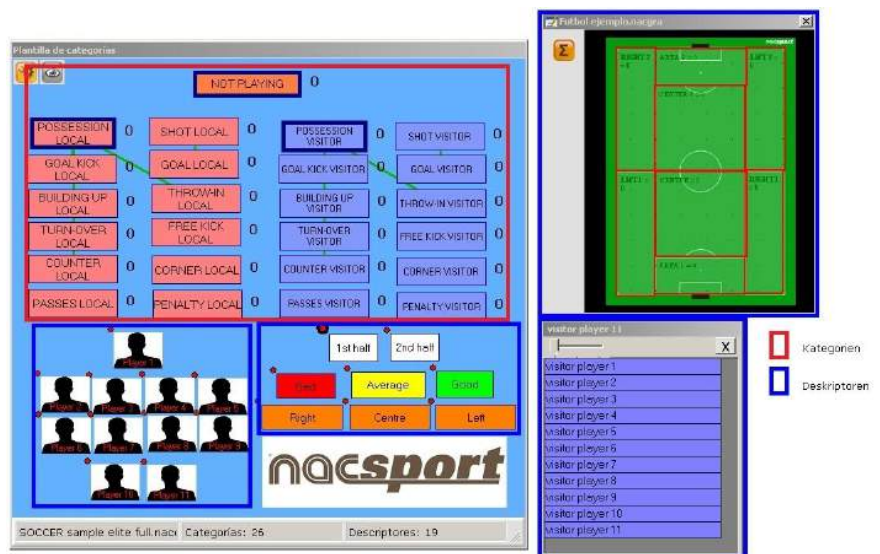 Plantilla de categorias
NOT PLAYING 0
POSSESSION LOCAL 0
SHOT LOCAL 0
POSSESSION VISITOR 0
SHOT VISITOR 0
GOAL KICK LOCAL 0
GOAL LOCAL 0
GOAL KICK VISITOR 0
GOAL VISITOR 0
BUILDING UP LOCAL 0
THROW-IN LOCAL 0
BUILDING UP VISITOR 0
THROW-IN VISITOR 0
TURN-OVER LOCAL 0
FREE KICK LOCAL 0
TURN-OVER VISITOR 0
FREE KICK VISITOR 0
COUNTER LOCAL 0
CORNER LOCAL 0
COUNTER VISITOR 0
CORNER VISITOR 0
PASSES LOCAL 0
PENALTY LOCAL 0
PASSES VISITOR 0
PENALTY VISITOR 0
Player 1
Player 2 Player 3 Player 4 Player 5
Player 6 Player 7 Player 8 Player 9
Player 10 Player 11
1st half 2nd half
Bad Average Good
Right Centre Left
nacsport
SOCCER sample elite full.nacs Categorías: 26 Descriptores: 19
Futbol ejemplo.nargea
Σ
nacsport
visitor player 11
X
visitor player 1
visitor player 2
visitor player 3
visitor player 4
visitor player 5
visitor player 6
visitor player 7
visitor player 8
visitor player 9
visitor player 10
visitor player 11
Kategorien
Deskriptoren